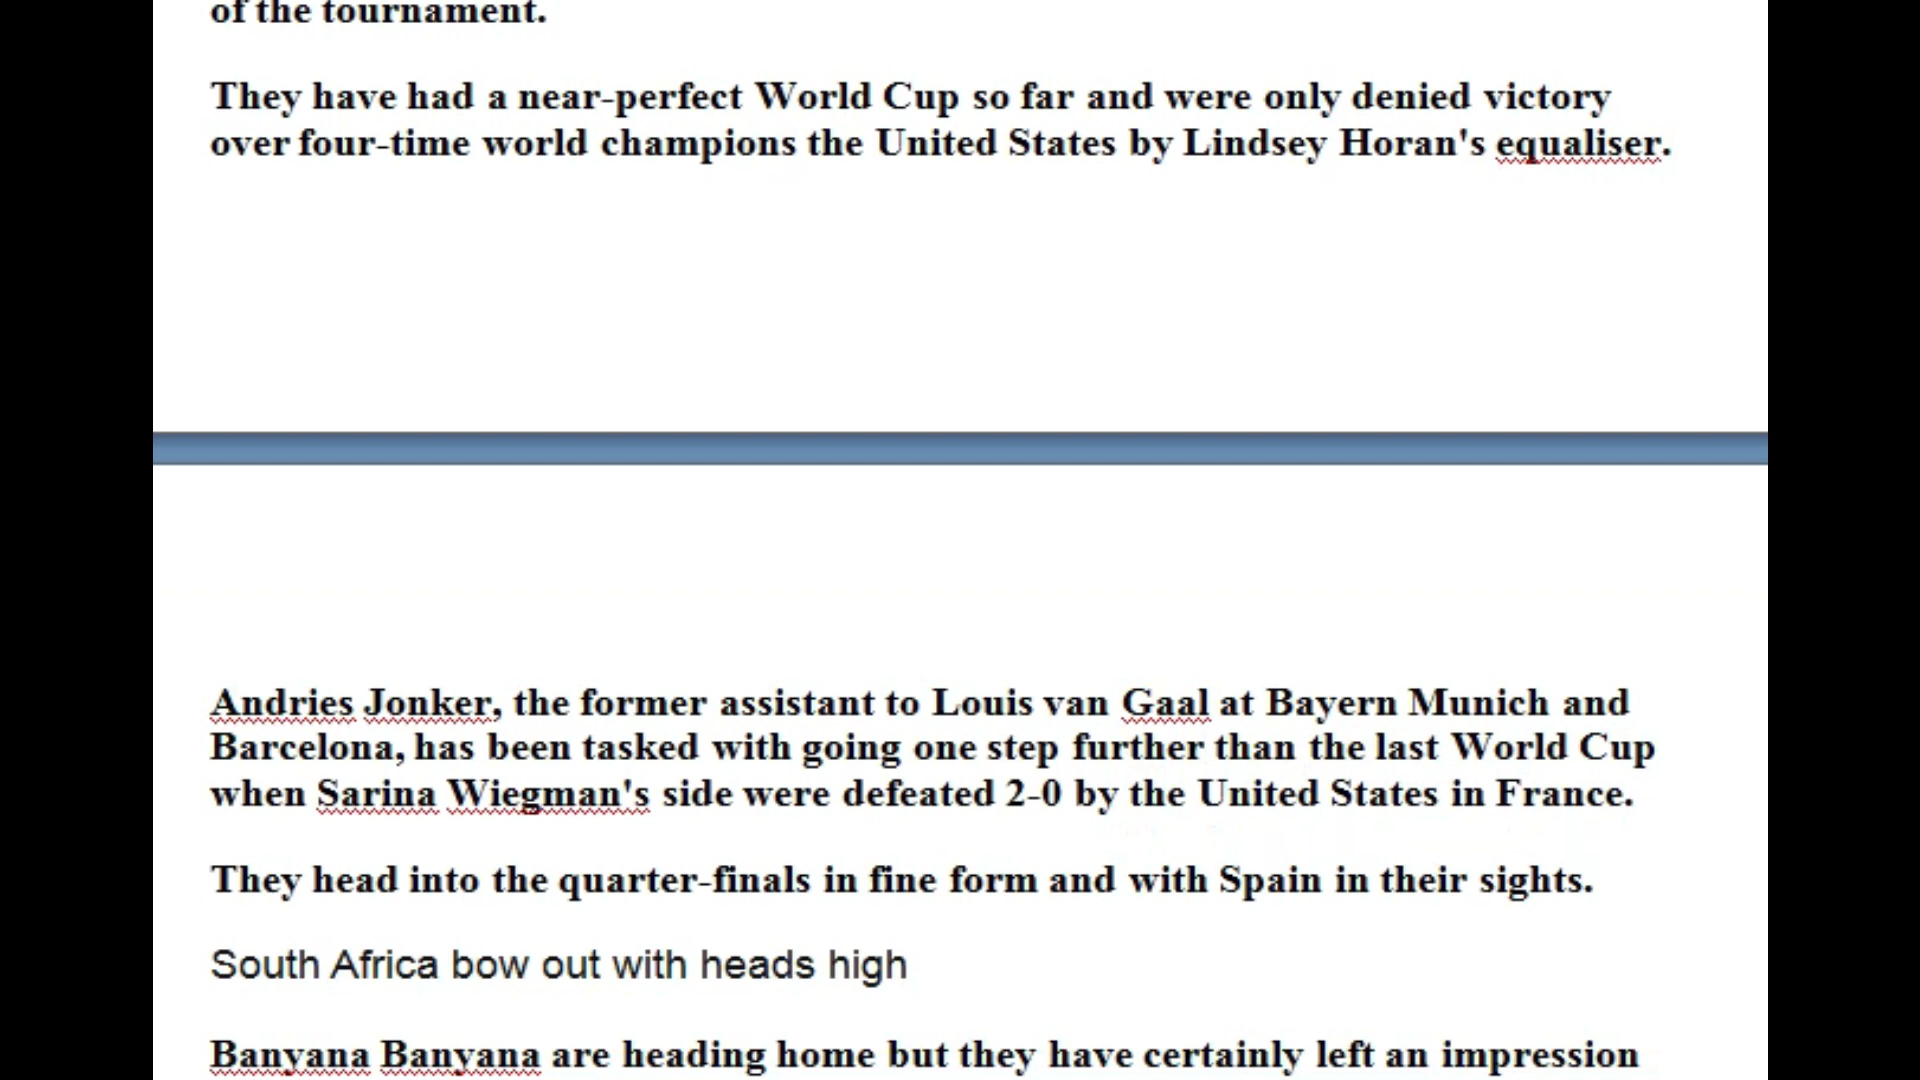 of the tournament.
They have had a near-perfect World Cup so far and were only denied victory
over four-time world champions the United States by Lindsey Horan's equaliser.
Andries Jonker, the former assistant to Louis van Gaal at Bayern Munich and
Barcelona, has been tasked with going one step further than the last World Cup
when Sarina Wiegman's side were defeated 2-0 by the United States in France.
They head into the quarter-finals in fine form and with Spain in their sights.
South Africa bow out with heads high
Banyana Banyana are heading home but they have certainly left an impression